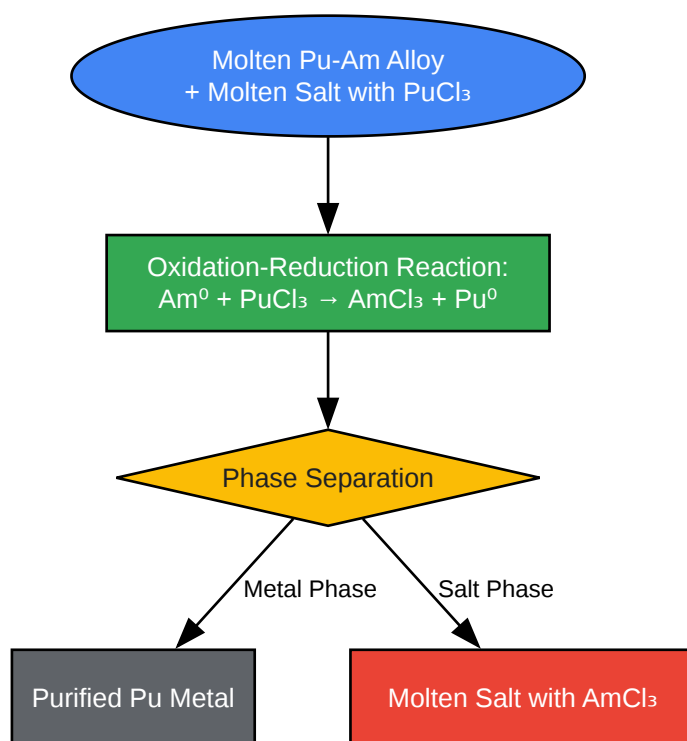 Molten Pu-Am Alloy
+ Molten Salt with PuCl₃
Oxidation-Reduction Reaction:
Am⁰ + PuCl₃ → AmCl₃ + Pu⁰
Phase Separation
Metal Phase
Salt Phase
Purified Pu Metal
Molten Salt with AmCl₃